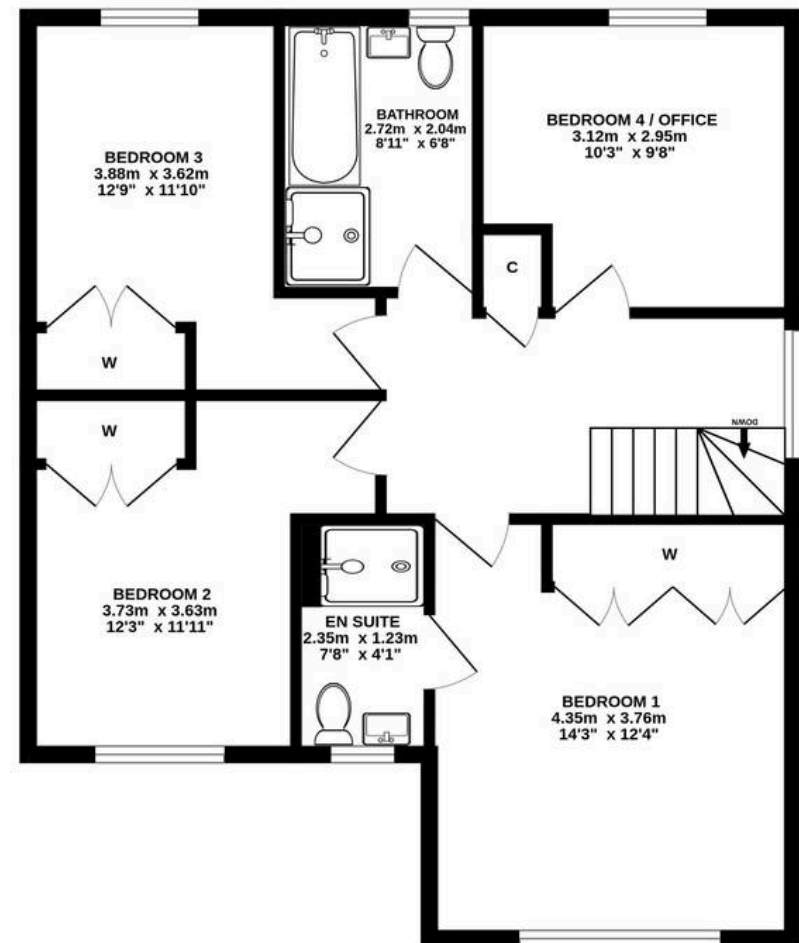 BEDROOM 3
3.88m x 3.62m
12'9" x 11'10"
BATHROOM
2.72m x 2.04m
8'11" x 6'8"
BEDROOM 4 / OFFICE
3.12m x 2.95m
10'3" x 9'8"
C
W
W
DOWN
W
BEDROOM 2
3.73m x 3.63m
12'3" x 11'11"
EN SUITE
2.35m x 1.23m
7'8" x 4'1"
BEDROOM 1
4.35m x 3.76m
14'3" x 12'4"